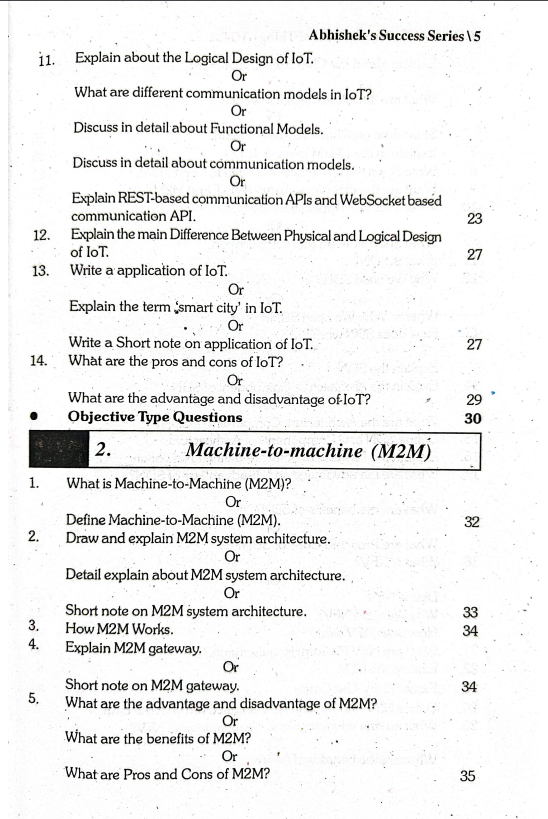 Abhishek's Success Series \ 5
11. Explain about the Logical Design of IoT.
Or
What are different communication models in IoT?
Or
Discuss in detail about Functional Models.
Or
Discuss in detail about communication models.
Or
Explain REST-based communication APIs and WebSocket based
communication API. 23
12. Explain the main Difference Between Physical and Logical Design
of IoT. 27
13. Write a application of IoT.
Or
Explain the term 'smart city' in IoT.
Or
Write a Short note on application of IoT. 27
14. What are the pros and cons of IoT?
Or
What are the advantage and disadvantage of IoT? 29
• Objective Type Questions 30
2. Machine-to-machine (M2M)
1. What is Machine-to-Machine (M2M)?
Or
Define Machine-to-Machine (M2M). 32
2. Draw and explain M2M system architecture.
Or
Detail explain about M2M system architecture.
Or
Short note on M2M system architecture. 33
3. How M2M Works. 34
4. Explain M2M gateway.
Or
Short note on M2M gateway. 34
5. What are the advantage and disadvantage of M2M?
Or
What are the benefits of M2M?
Or
What are Pros and Cons of M2M? 35